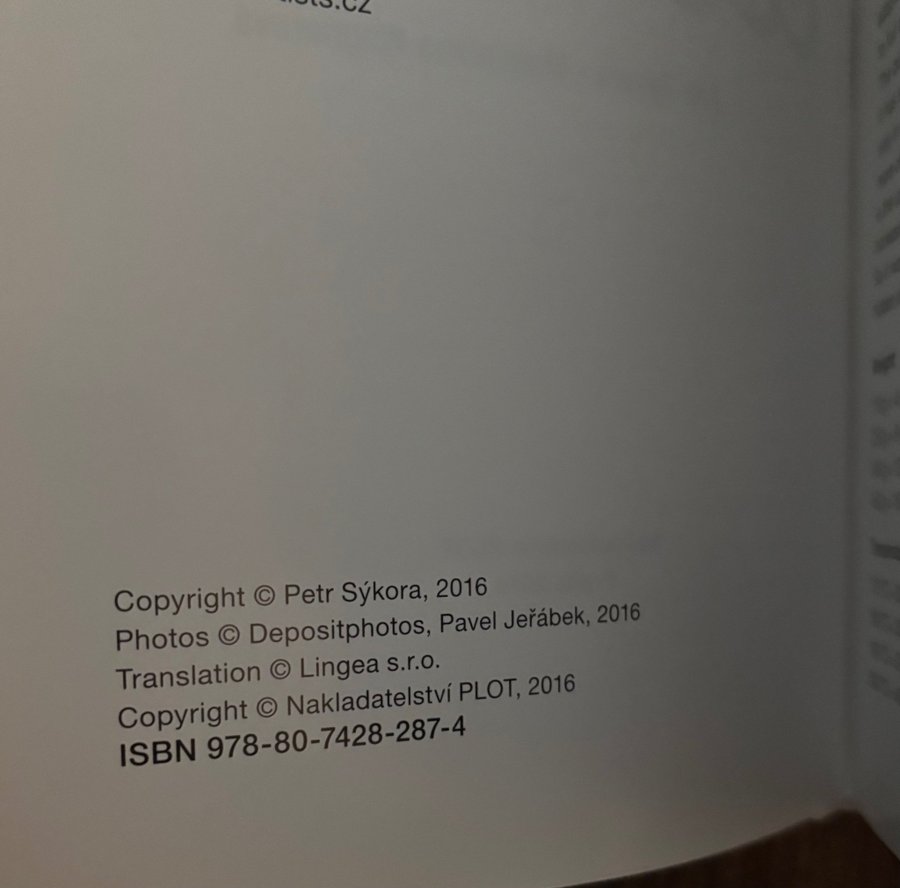 Copyright © Petr Sýkora, 2016
Photos © Depositphotos, Pavel Jeřábek, 2016
Translation © Lingea s.r.o.
Copyright © Nakladatelství PLOT, 2016
ISBN 978-80-7428-287-4